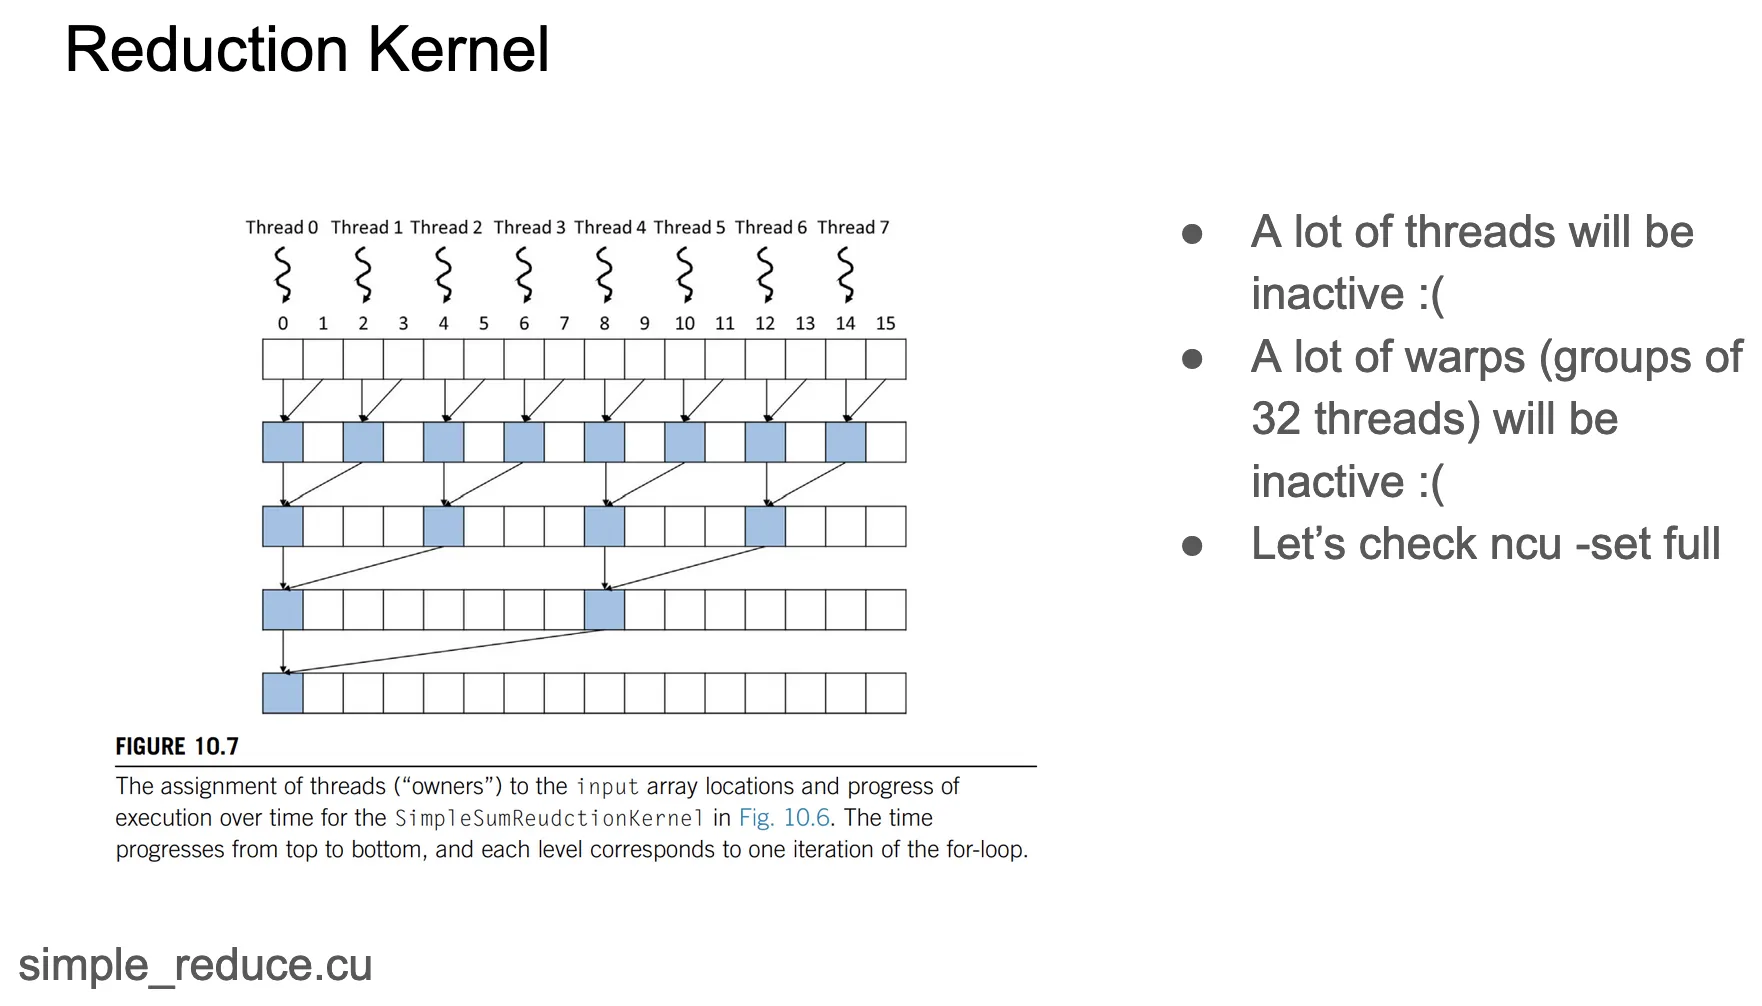 Reduction Kernel
Thread 0 Thread 1 Thread 2 Thread 3 Thread 4 Thread 5 Thread 6 Thread 7
0 1 2 3 4 5 6 7 8 9 10 11 12 13 14 15
FIGURE 10.7
The assignment of threads (“owners”) to the input array locations and progress of
execution over time for the SimpleSumReudctionKernel in Fig. 10.6. The time
progresses from top to bottom, and each level corresponds to one iteration of the for-loop.
● A lot of threads will be
inactive :(
● A lot of warps (groups of
32 threads) will be
inactive :(
● Let’s check ncu -set full
simple_reduce.cu